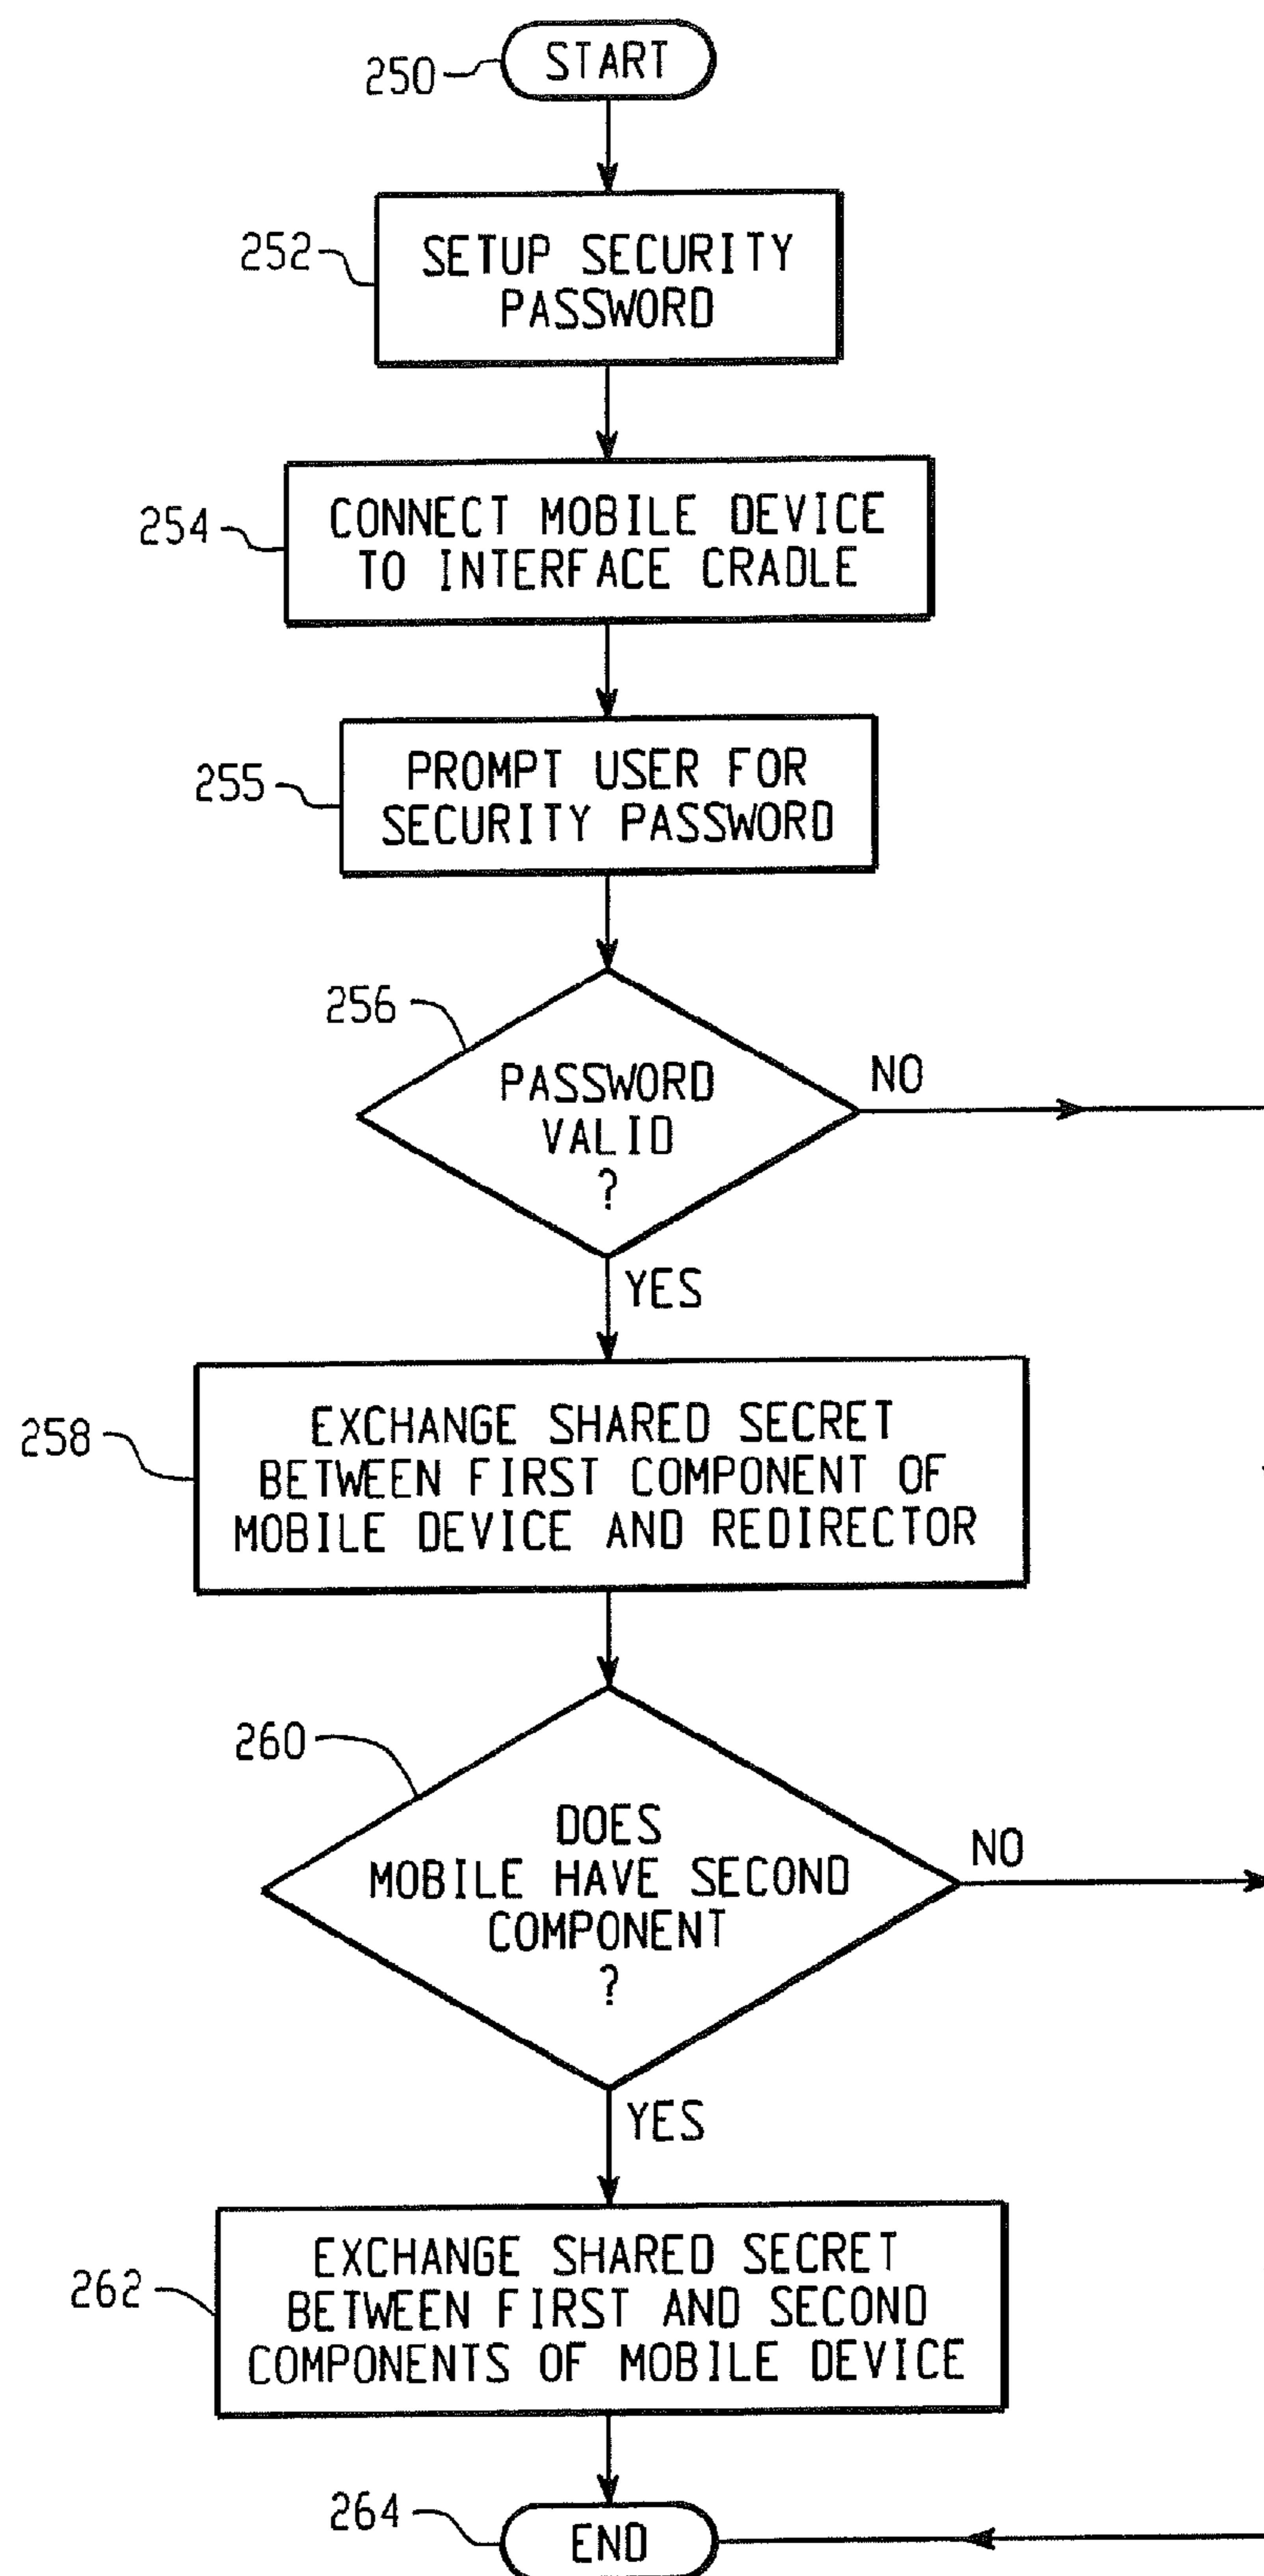 250
START
252
SETUP SECURITY
PASSWORD
254
CONNECT MOBILE DEVICE
TO INTERFACE CRADLE
255
PROMPT USER FOR
SECURITY PASSWORD
256
PASSWORD
VALID
?
NO
YES
258
EXCHANGE SHARED SECRET
BETWEEN FIRST COMPONENT OF
MOBILE DEVICE AND REDIRECTOR
260
DOES
MOBILE HAVE SECOND
COMPONENT
?
NO
YES
262
EXCHANGE SHARED SECRET
BETWEEN FIRST AND SECOND
COMPONENTS OF MOBILE DEVICE
264
END